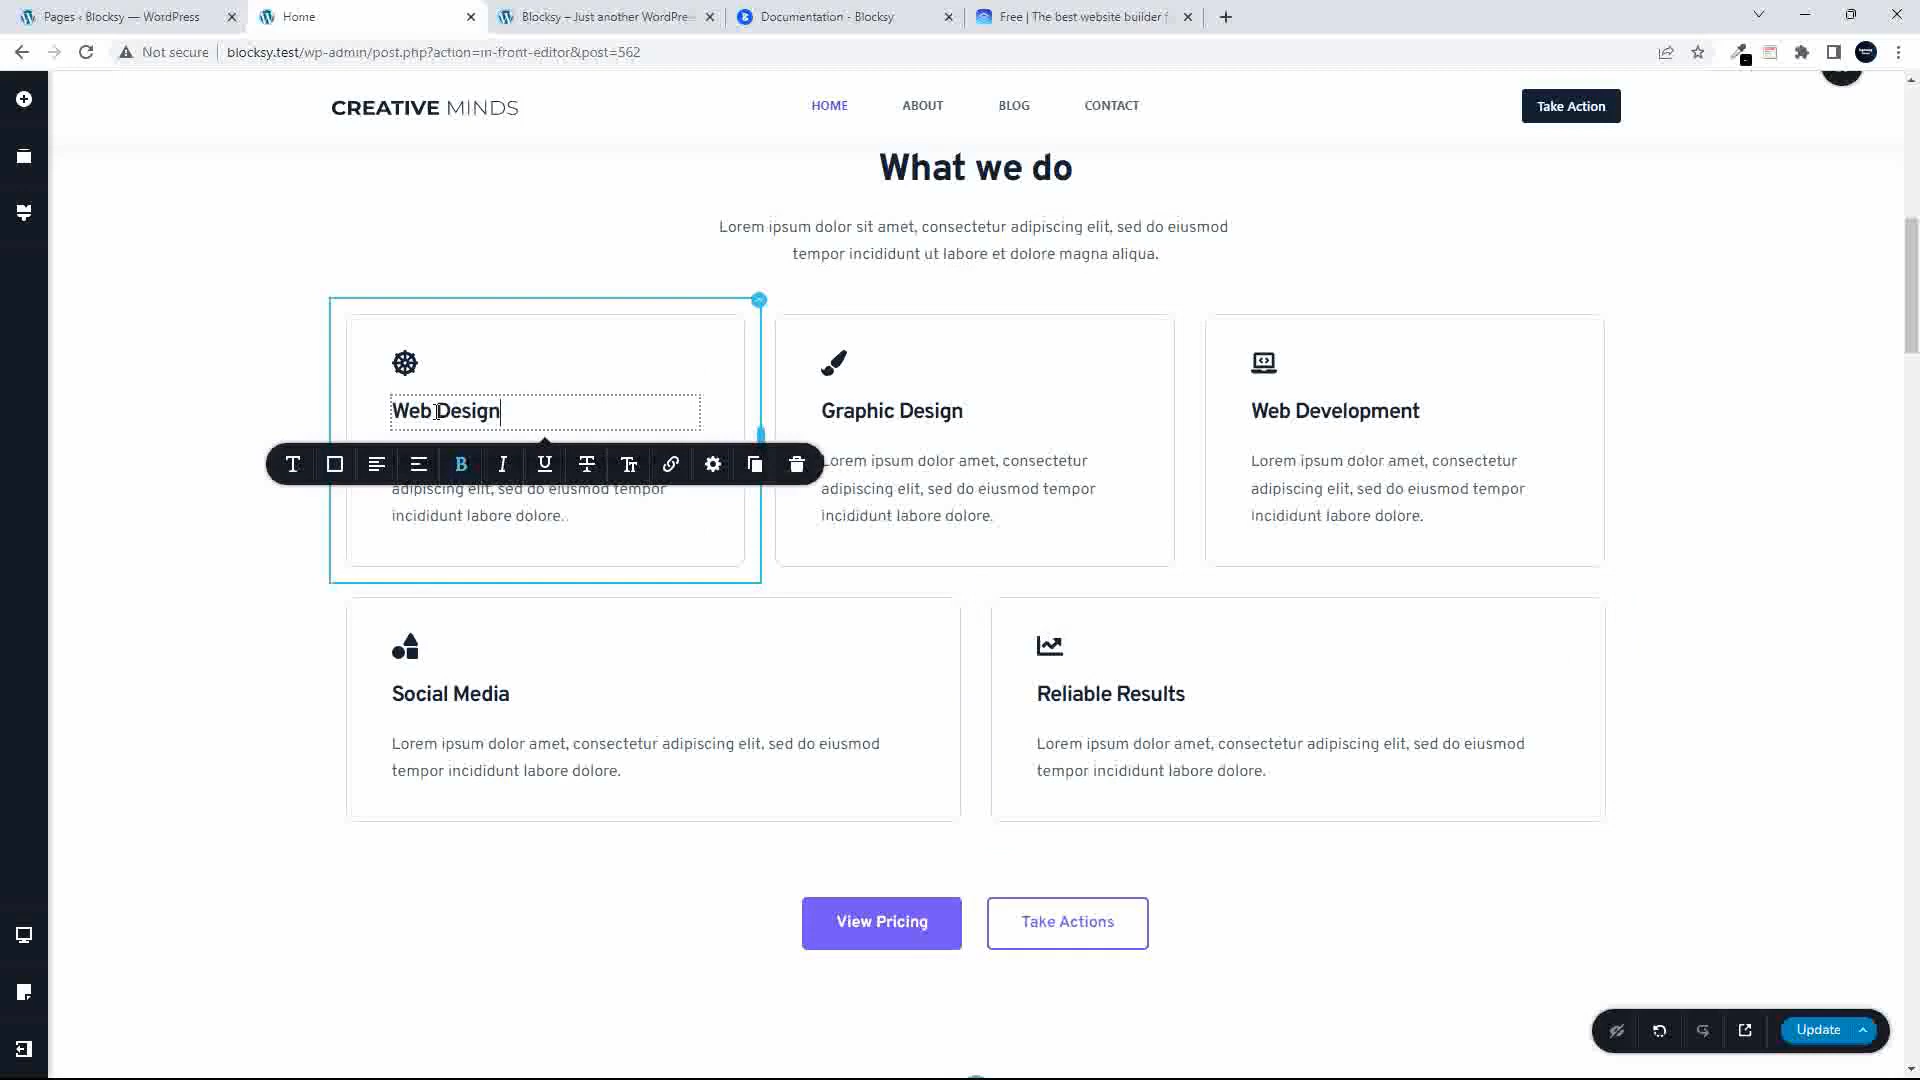 Pages ‹ Blocksy — WordPress
Home
Blocksy – Just another WordPre
Documentation - Blocksy
Free | The best website builder f
Not secure
blocksy.test/wp-admin/post.php?action=in-front-editor&post=562
CREATIVE MINDS
HOME
ABOUT
BLOG
CONTACT
Take Action
What we do
Lorem ipsum dolor sit amet, consectetur adipiscing elit, sed do eiusmod
tempor incididunt ut labore et dolore magna aliqua.
Web Design
adipiscing elit, sed do eiusmod tempor
incididunt labore dolore.
Graphic Design
Lorem ipsum dolor amet, consectetur
adipiscing elit, sed do eiusmod tempor
incididunt labore dolore.
Web Development
Lorem ipsum dolor amet, consectetur
adipiscing elit, sed do eiusmod tempor
incididunt labore dolore.
Social Media
Lorem ipsum dolor amet, consectetur adipiscing elit, sed do eiusmod
tempor incididunt labore dolore.
Reliable Results
Lorem ipsum dolor amet, consectetur adipiscing elit, sed do eiusmod
tempor incididunt labore dolore.
View Pricing
Take Actions
Update